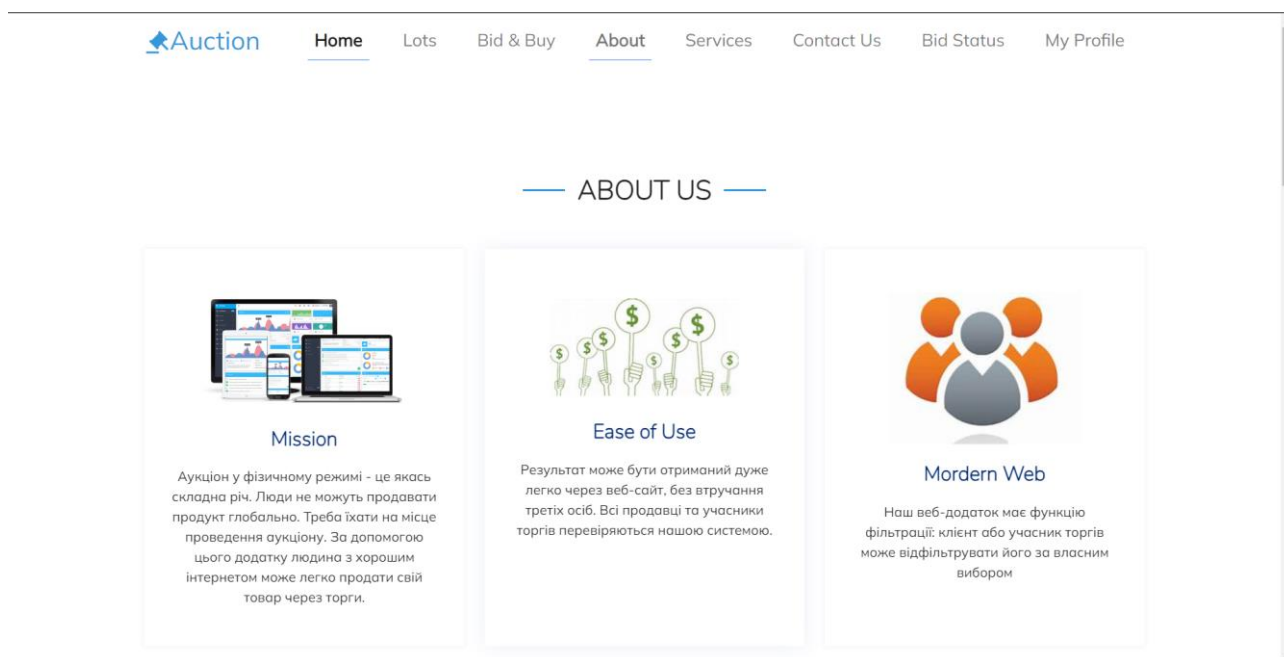 Auction Home Lots Bid & Buy About Services Contact Us Bid Status My Profile
ABOUT US
Mission
Аукціон у фізичному режимі - це якась
складна річ. Люди не можуть продавати
продукт глобально. Треба їхати на місце
проведення аукціону. За допомогою
цього додатку людина з хорошим
інтернетом може легко продати свій
товар через торги.
$ $ $ $ $ $
Ease of Use
Результат може бути отриманий дуже
легко через веб-сайт, без втручання
третіх осіб. Всі продавці та учасники
торгів перевіряються нашою системою.
Mordern Web
Наш веб-додаток має функцію
фільтрації: клієнт або учасник торгів
може відфільтрувати його за власним
вибором